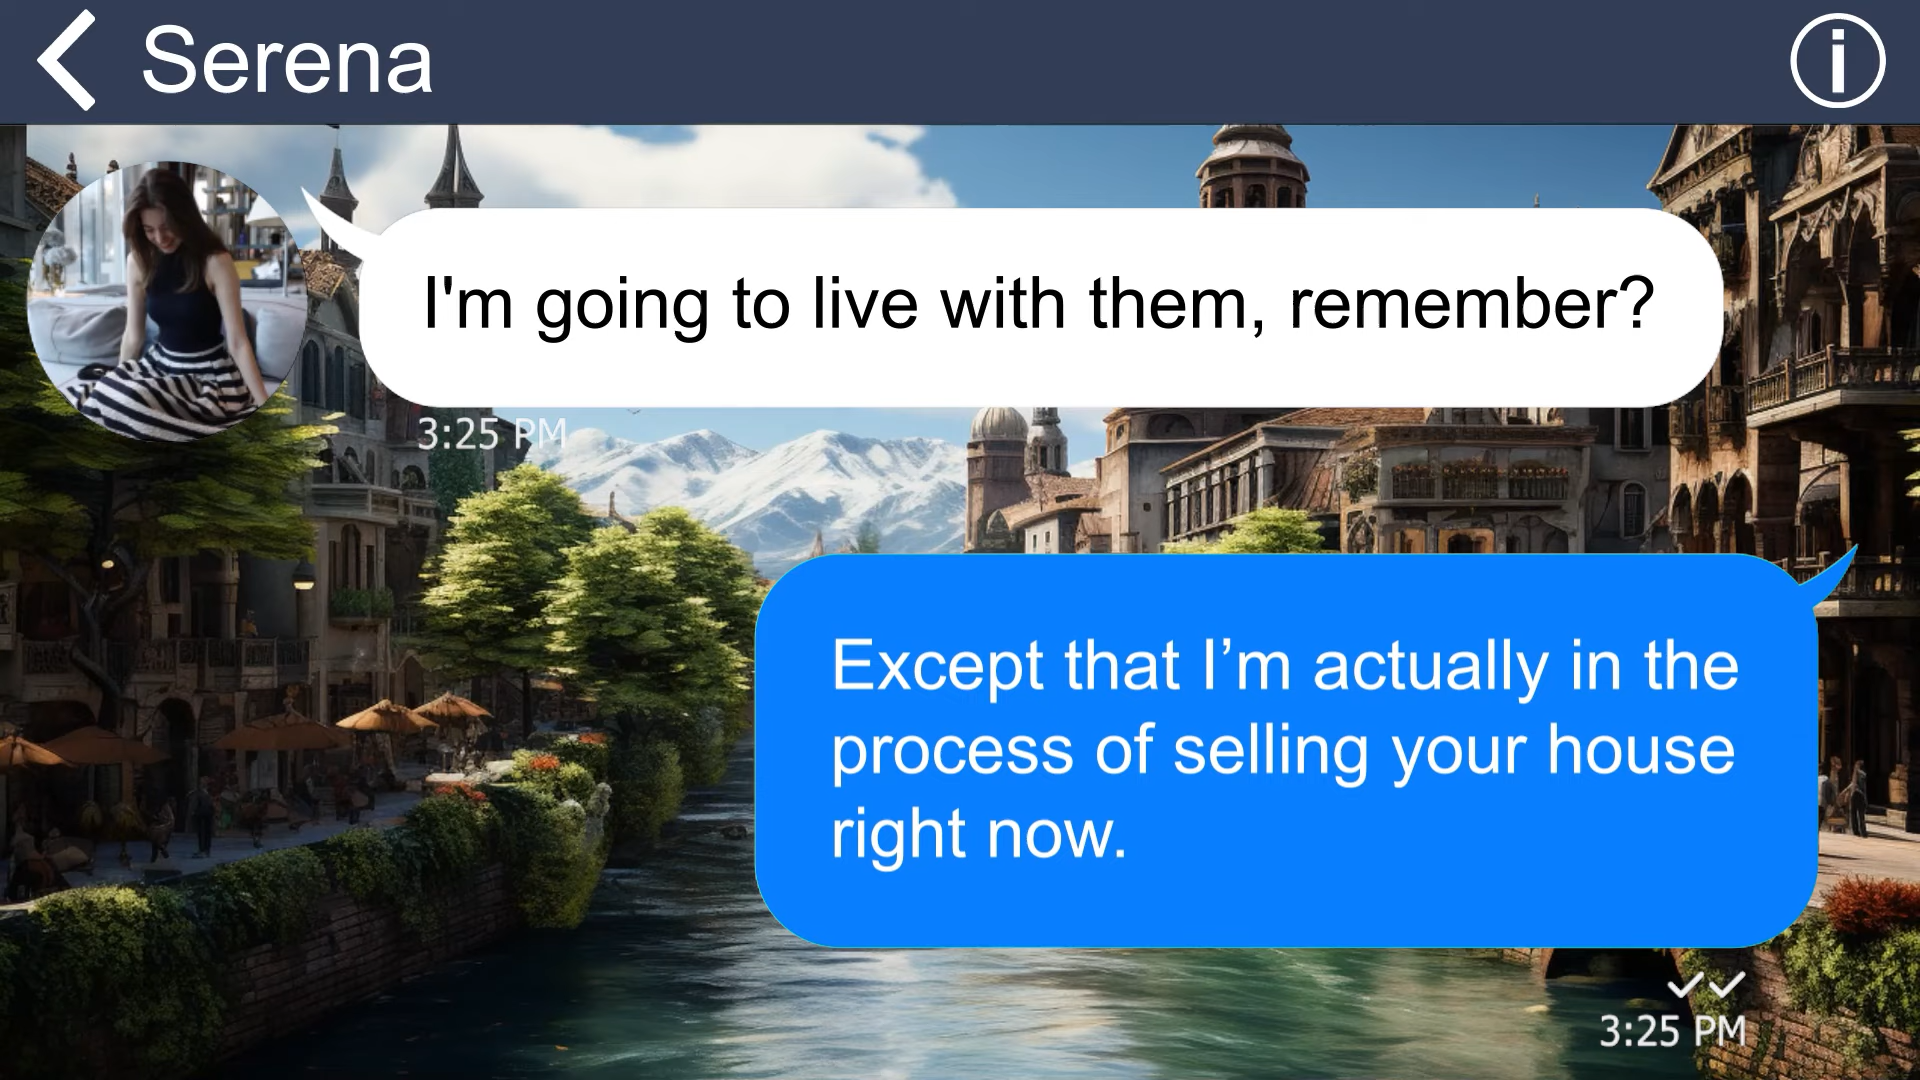 Serena
I'm going to live with them, remember?
3:25 PM
Except that I’m actually in the
process of selling your house
right now.
3:25 PM